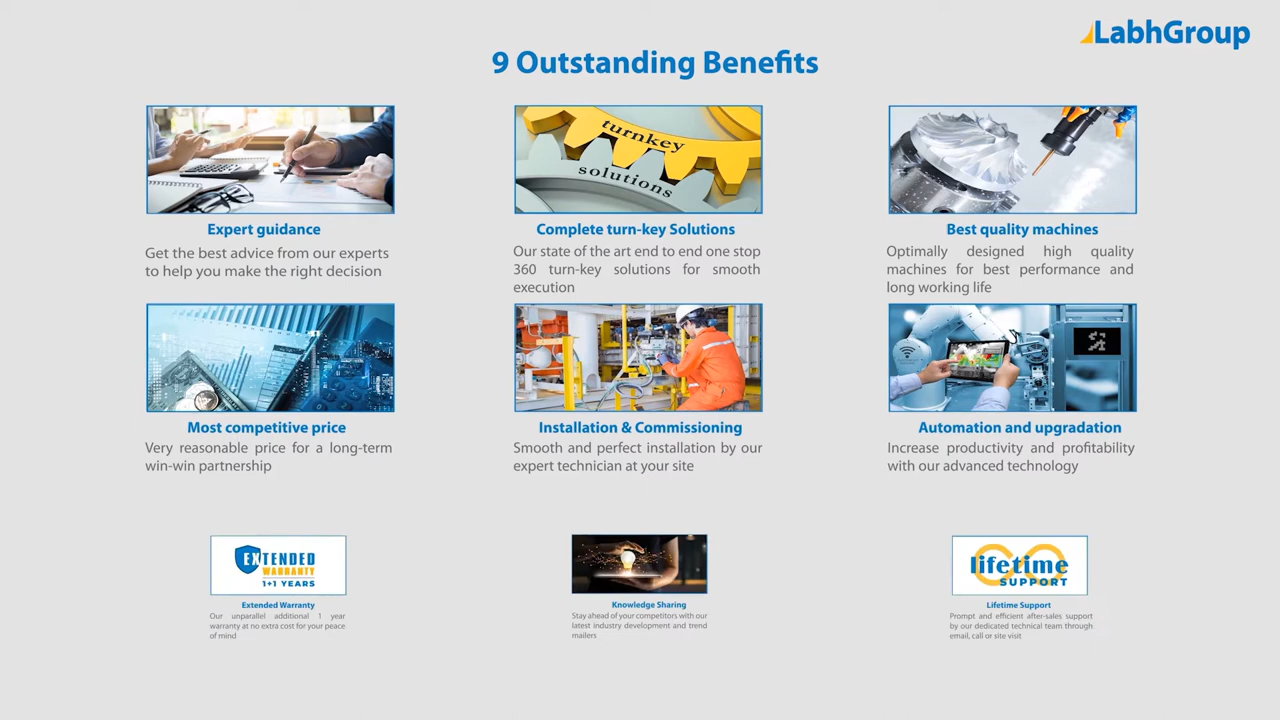 LabhGroup
9 Outstanding Benefits
turnkey
solutions
Expert guidance
Get the best advice from our experts
to help you make the right decision
Complete turn-key Solutions
Our state of the art end to end one stop
360 turn-key solutions for smooth
execution
Best quality machines
Optimally designed high quality
machines for best performance and
long working life
Most competitive price
Very reasonable price for a long-term
win-win partnership
Installation & Commissioning
Smooth and perfect installation by our
expert technician at your site
Automation and upgradation
Increase productivity and profitability
with our advanced technology
EXTENDED
WARRANTY
1+1 YEARS
Extended Warranty
Our unparallel additional 1 year
warranty at no extra cost for your peace
of mind
Knowledge Sharing
Stay ahead of your competitors with our
latest industry development and trend
mailers
lifetime
SUPPORT
Lifetime Support
Prompt and efficient after-sales support
by our dedicated technical team through
email, call or site visit